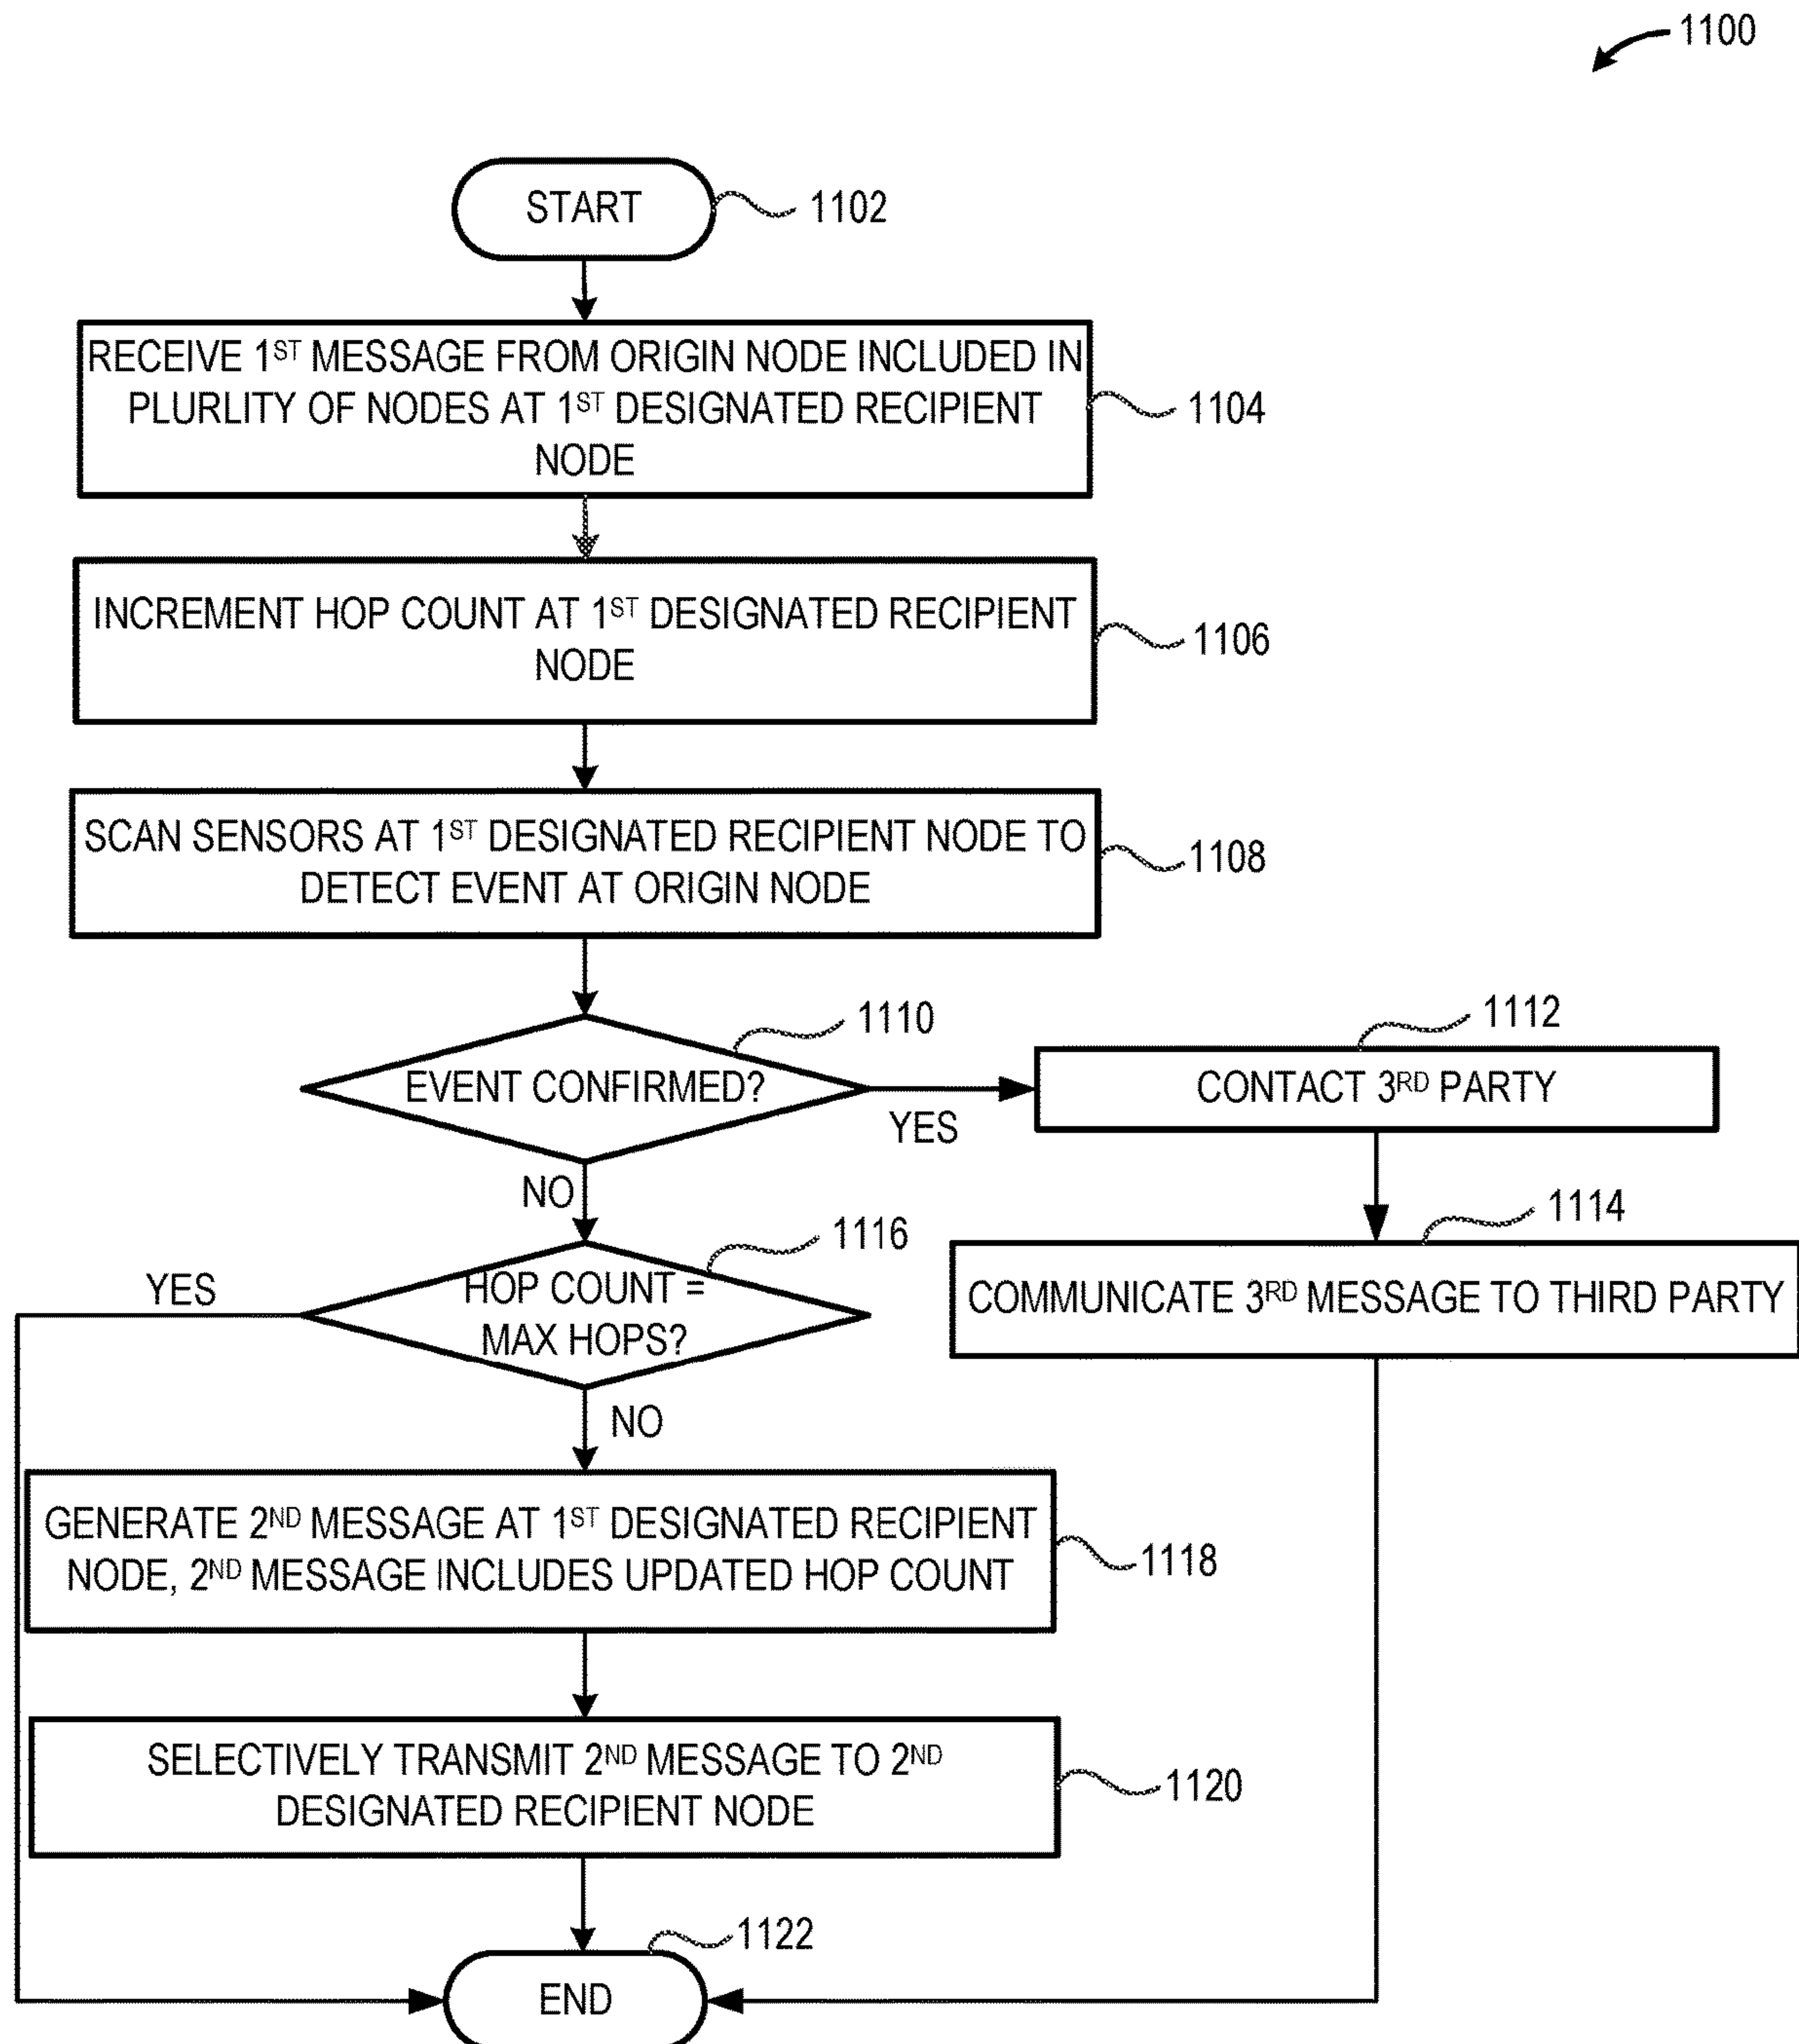 1100
START
1102
RECEIVE 1ST MESSAGE FROM ORIGIN NODE INCLUDED IN
PLURLITY OF NODES AT 1ST DESIGNATED RECIPIENT
NODE
1104
INCREMENT HOP COUNT AT 1ST DESIGNATED RECIPIENT
NODE
1106
SCAN SENSORS AT 1ST DESIGNATED RECIPIENT NODE TO
DETECT EVENT AT ORIGIN NODE
1108
1110
EVENT CONFIRMED?
YES
1112
CONTACT 3RD PARTY
NO
1114
COMMUNICATE 3RD MESSAGE TO THIRD PARTY
1116
YES
HOP COUNT =
MAX HOPS?
NO
GENERATE 2ND MESSAGE AT 1ST DESIGNATED RECIPIENT
NODE, 2ND MESSAGE INCLUDES UPDATED HOP COUNT
1118
SELECTIVELY TRANSMIT 2ND MESSAGE TO 2ND
DESIGNATED RECIPIENT NODE
1120
1122
END